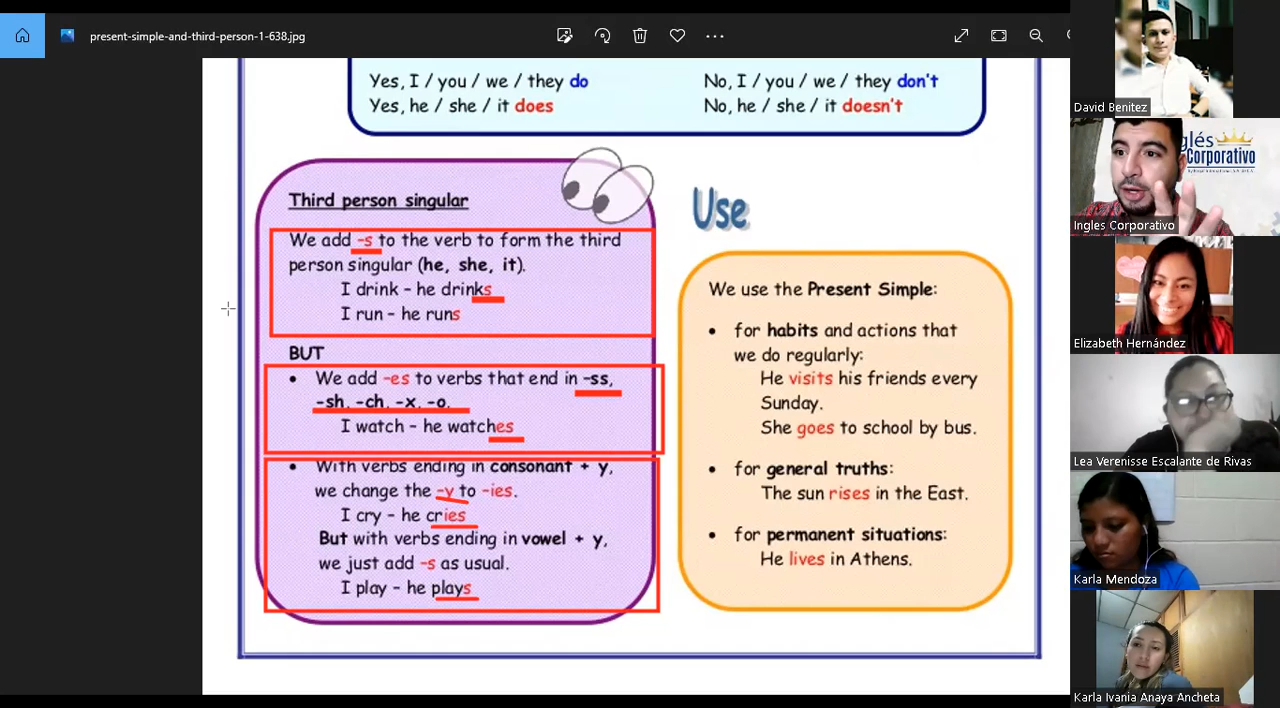 present-simple-and-third-person-1-638.jpg
Yes, I / you / we / they do
No, I / you / we / they don't
Yes, he / she / it does
No, he / she / it doesn't
Third person singular
We add -s to the verb to form the third
person singular (he, she, it).
I drink – he drinks
I run – he runs
BUT
• We add -es to verbs that end in -ss,
-sh, -ch, -x, -o.
I watch – he watches
• With verbs ending in consonant + y,
we change the -y to -ies.
I cry – he cries
But with verbs ending in vowel + y,
we just add -s as usual.
I play – he plays
Use
We use the Present Simple:
• for habits and actions that
we do regularly:
He visits his friends every
Sunday.
She goes to school by bus.
• for general truths:
The sun rises in the East.
• for permanent situations:
He lives in Athens.
David Benitez
glés
Corporativo
Ingles Corporativo
Elizabeth Hernández
Lea Verenisse Escalante de Rivas
Karla Mendoza
Karla Ivania Anaya Ancheta